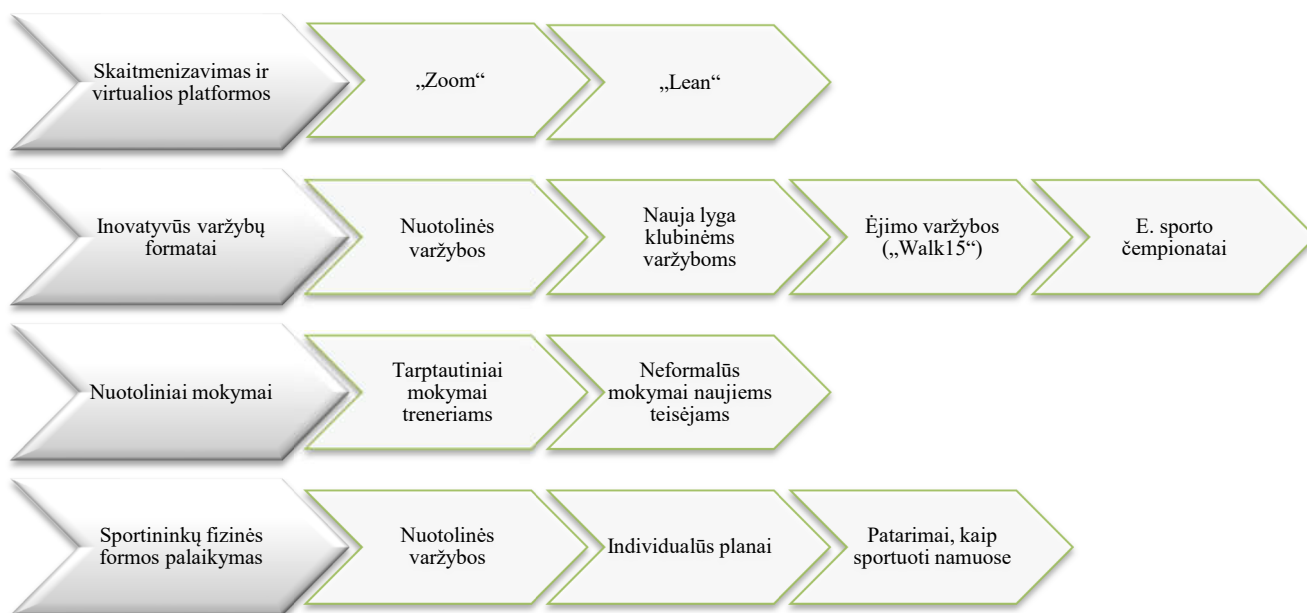 Skaitmenizavimas ir
virtualios platformos
„Zoom“
„Lean“
Inovatyvūs varžybų
formatai
Nuotolinės
varžybos
Nauja lyga
klubinėms
varžyboms
Ėjimo varžybos
(„Walk15“)
E. sporto
čempionatai
Nuotoliniai mokymai
Tarptautiniai
mokymai
treneriams
Neformalūs
mokymai naujiems
teisėjams
Sportininkų fizinės
formos palaikymas
Nuotolinės
varžybos
Individualūs planai
Patarimai, kaip
sportuoti namuose